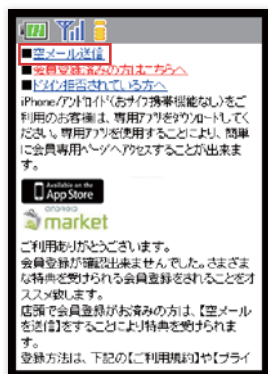 ■空メール送信
■会員登録済みの方はこちらへ
■ドメイン拒否されている方へ
iPhone/アンドロイド(おサイフ携帯機能なし)をご
利用のお客様は、専用アプリをダウンロードしてく
ださい。専用アプリを使用することにより、簡単
に会員専用ページへアクセスすることが出来ま
す。
Available on the
App Store
android
market
ご利用ありがとうございます。
会員登録が確認出来ませんでした。さまざま
な特典を受けられる会員登録をされることをオ
ススメ致します。
店頭で会員登録がお済みの方は、【空メール
を送信】をすることにより特典を受けられま
す。
登録方法は、下記の【ご利用規約】や【プライ